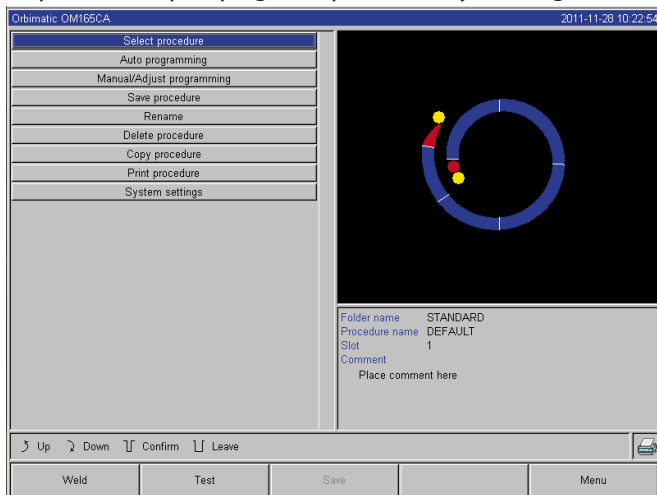 Orbimatic OM165CA 2011-11-28 10:22:54
Select procedure
Auto programming
Manual/Adjust programming
Save procedure
Rename
Delete procedure
Copy procedure
Print procedure
System settings
Folder name STANDARD
Procedure name DEFAULT
Slot 1
Comment
Place comment here
Up Down Confirm Leave
Weld Test Save Menu